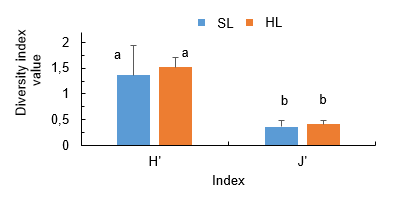 SL HL
Diversity index
value
2
1,5
1
0,5
0
a
a
b
b
H'
J'
Index